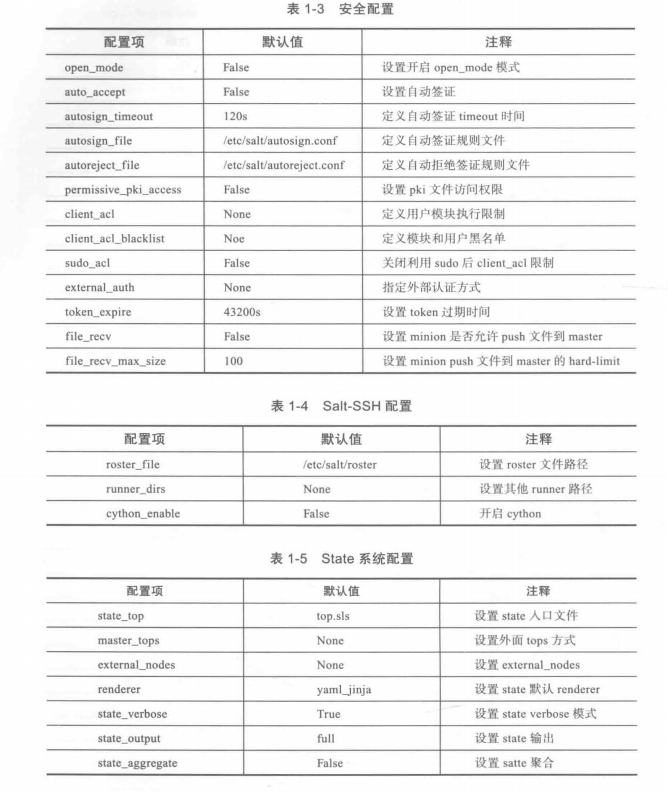 表 1-3 安全配置
配置项 默认值 注释
open_mode False 设置开启 open_mode 模式
auto_accept False 设置自动签证
autosign_timeout 120s 定义自动签证 timeout 时间
autosign_file /etc/salt/autosign.conf 定义自动签证规则文件
autoreject_file /etc/salt/autoreject.conf 定义自动拒绝签证规则文件
permissive_pki_access False 设置 pki 文件访问权限
client_acl None 定义用户模块执行限制
client_acl_blacklist Noe 定义模块和用户黑名单
sudo_acl False 关闭利用 sudo 后 client_acl 限制
external_auth None 指定外部认证方式
token_expire 43200s 设置 token 过期时间
file_recv False 设置 minion 是否允许 push 文件到 master
file_recv_max_size 100 设置 minion push 文件到 master 的 hard-limit
表 1-4 Salt-SSH 配置
配置项 默认值 注释
roster_file /etc/salt/roster 设置 roster 文件路径
runner_dirs None 设置其他 runner 路径
cython_enable False 开启 cython
表 1-5 State 系统配置
配置项 默认值 注释
state_top top.sls 设置 state 入口文件
master_tops None 设置外面 tops 方式
external_nodes None 设置 external_nodes
renderer yaml_jinja 设置 state 默认 renderer
state_verbose True 设置 state verbose 模式
state_output full 设置 state 输出
state_aggregate False 设置 satte 聚合